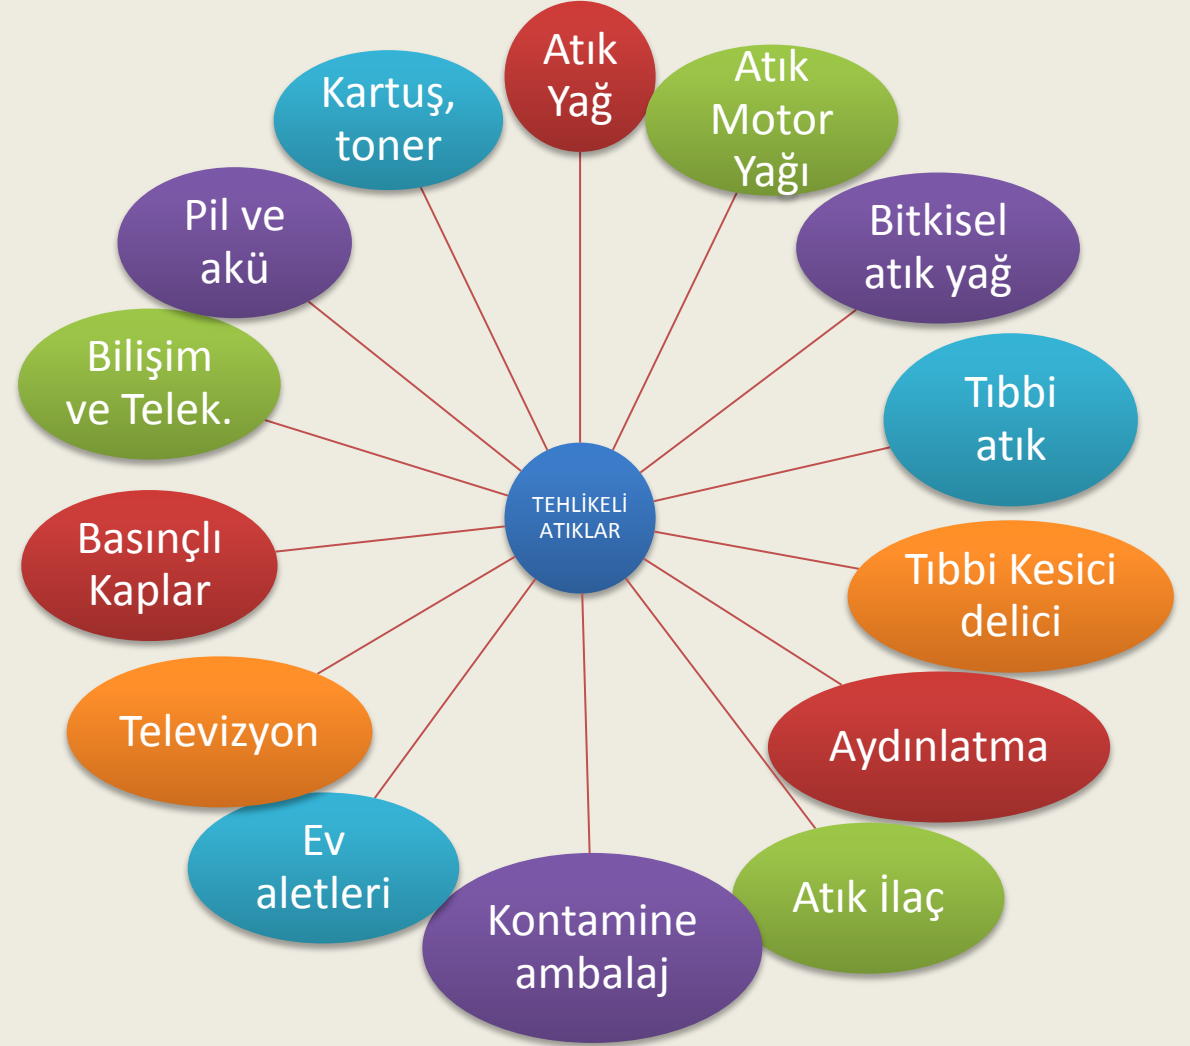 Atık
Yağ
Atık
Motor
Yağı
Bitkisel
atık yağ
Tıbbi
atık
Tıbbi Kesici
delici
Aydınlatma
Atık İlaç
Kontamine
ambalaj
Ev
aletleri
Televizyon
Basınçlı
Kaplar
Bilişim
ve Telek.
Pil ve
akü
Kartuş,
toner
TEHLİKELİ
ATIKLAR